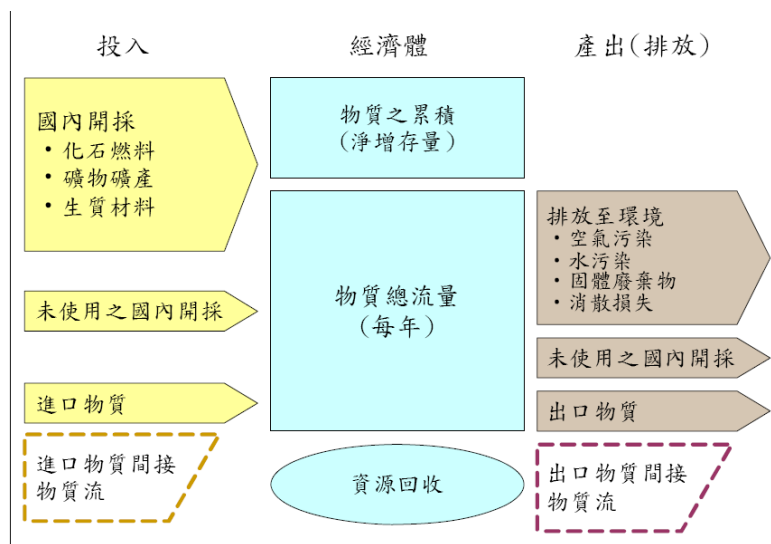 投入
經濟體
產出(排放)
國內開採
• 化石燃料
• 礦物礦產
• 生質材料
未使用之國內開採
進口物質
進口物質間接
物質流
物質之累積
(淨增存量)
物質總流量
(每年)
資源回收
排放至環境
• 空氣污染
• 水污染
• 固體廢棄物
• 消散損失
未使用之國內開採
出口物質
出口物質間接
物質流